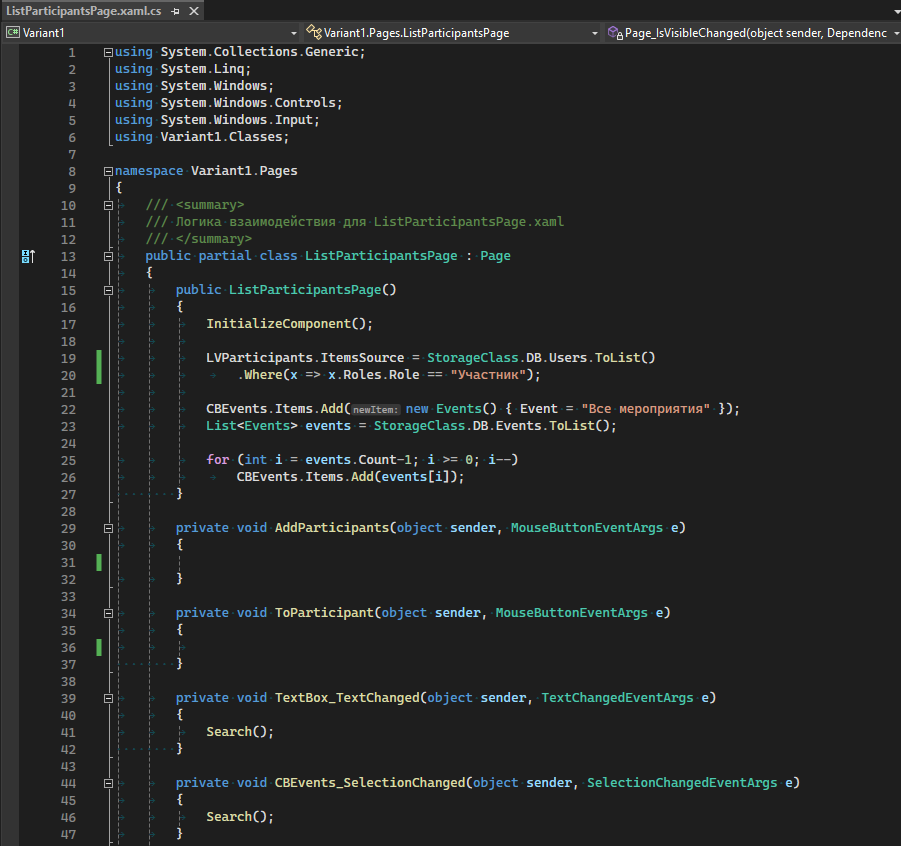 ListParticipantsPage.xaml.cs
C# Variant1
Variant1.Pages.ListParticipantsPage
Page_IsVisibleChanged(object sender, Dependenc
1 using System.Collections.Generic;
2 using System.Linq;
3 using System.Windows;
4 using System.Windows.Controls;
5 using System.Windows.Input;
6 using Variant1.Classes;
7
8 namespace Variant1.Pages
9 {
10 /// <summary>
11 /// Логика взаимодействия для ListParticipantsPage.xaml
12 /// </summary>
13 public partial class ListParticipantsPage : Page
14 {
15 public ListParticipantsPage()
16 {
17 InitializeComponent();
18
19 LVParticipants.ItemsSource = StorageClass.DB.Users.ToList()
20 .Where(x => x.Roles.Role == "Участник");
21
22 CBEvents.Items.Add(newItem: new Events() { Event = "Все мероприятия" });
23 List<Events> events = StorageClass.DB.Events.ToList();
24
25 for (int i = events.Count-1; i >= 0; i--)
26 CBEvents.Items.Add(events[i]);
27 }
28
29 private void AddParticipants(object sender, MouseButtonEventArgs e)
30 {
31
32 }
33
34 private void ToParticipant(object sender, MouseButtonEventArgs e)
35 {
36
37 }
38
39 private void TextBox_TextChanged(object sender, TextChangedEventArgs e)
40 {
41 Search();
42 }
43
44 private void CBEvents_SelectionChanged(object sender, SelectionChangedEventArgs e)
45 {
46 Search();
47 }